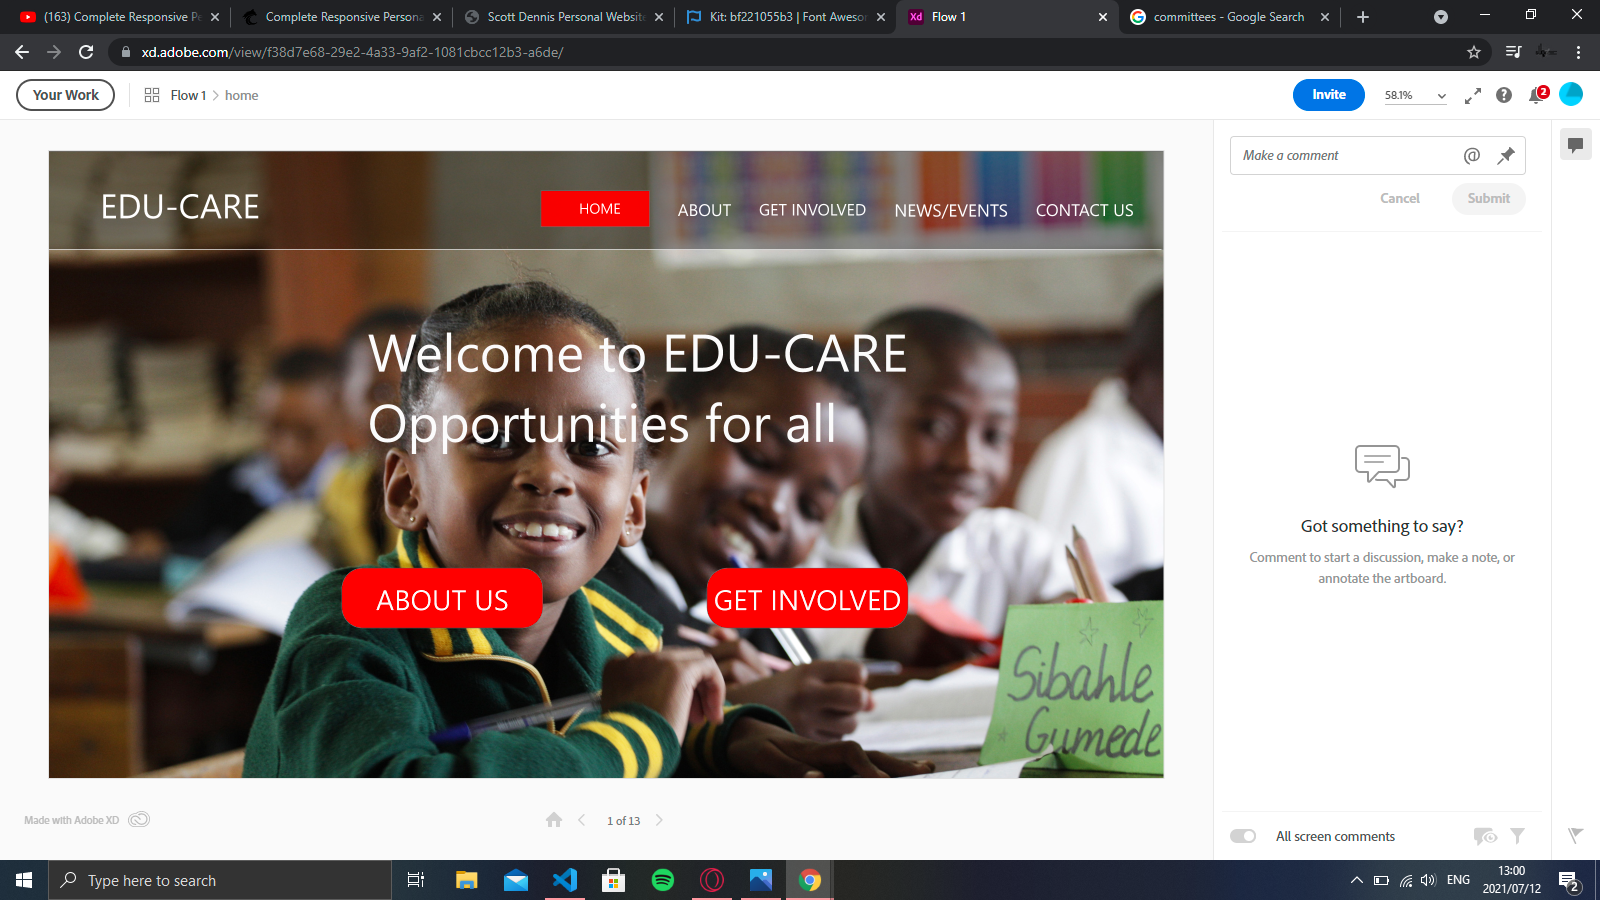 (163) Complete Responsive Pe
Complete Responsive Persona
Scott Dennis Personal Website
Kit: bf221055b3 | Font Aweso
Flow 1
committees - Google Search
xd.adobe.com/view/f38d7e68-29e2-4a33-9af2-1081cbcc12b3-a6de/
Your Work
Flow 1 > home
Invite
58.1%
2
EDU-CARE
HOME
ABOUT
GET INVOLVED
NEWS/EVENTS
CONTACT US
Welcome to EDU-CARE
Opportunities for all
ABOUT US
GET INVOLVED
Sibahle
Gumede
Make a comment
Cancel
Submit
Got something to say?
Comment to start a discussion, make a note, or
annotate the artboard.
Made with Adobe XD
1 of 13
All screen comments
Type here to search
ENG
13:00
2021/07/12
2